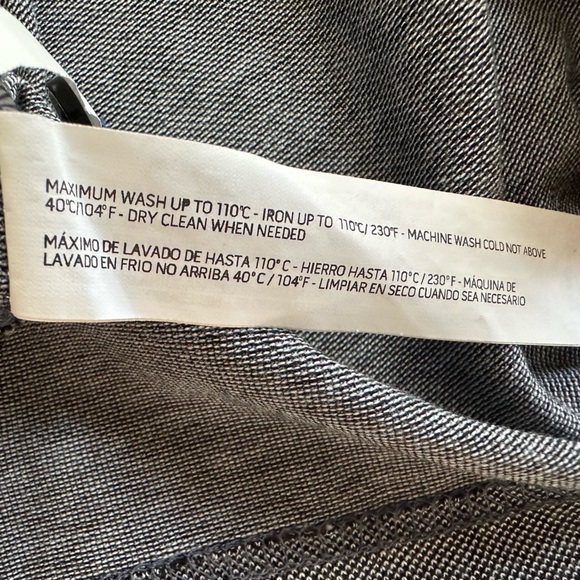 MAXIMUM WASH UP TO 110°C - IRON UP TO 110°C/ 230°F - MACHINE WASH COLD NOT ABOVE
40°C/104°F - DRY CLEAN WHEN NEEDED
MÁXIMO DE LAVADO DE HASTA 110°C - HIERRO HASTA 110°C / 230°F - MÁQUINA DE
LAVADO EN FRIO NO ARRIBA 40°C / 104°F - LIMPIAR EN SECO CUANDO SEA NECESARIO